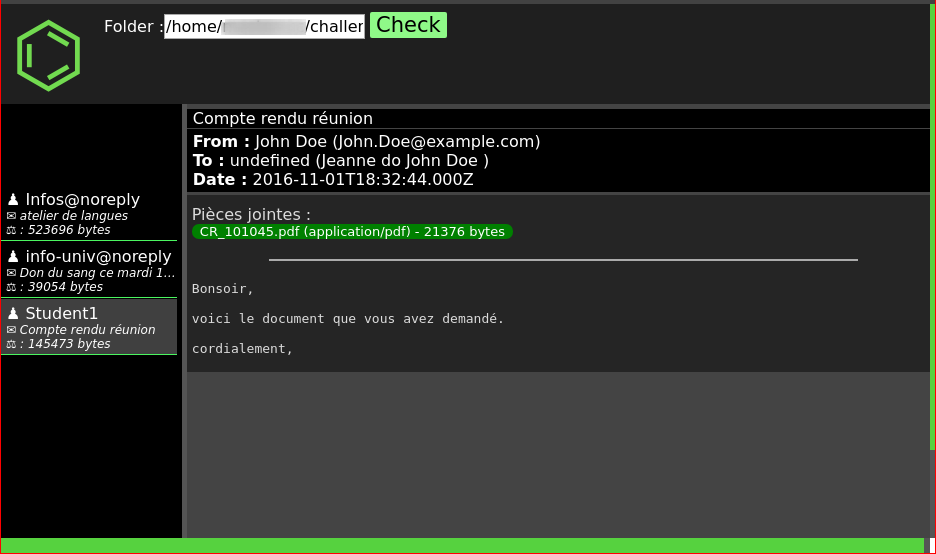 Folder : /home/ /challer Check
Infos@noreply
atelier de langues
: 523696 bytes
info-univ@noreply
Don du sang ce mardi 1...
: 39054 bytes
Student1
Compte rendu réunion
: 145473 bytes
Compte rendu réunion
From : John Doe (John.Doe@example.com)
To : undefined (Jeanne do John Doe )
Date : 2016-11-01T18:32:44.000Z
Pièces jointes :
CR_101045.pdf (application/pdf) - 21376 bytes
Bonsoir,
voici le document que vous avez demandé.
cordialement,